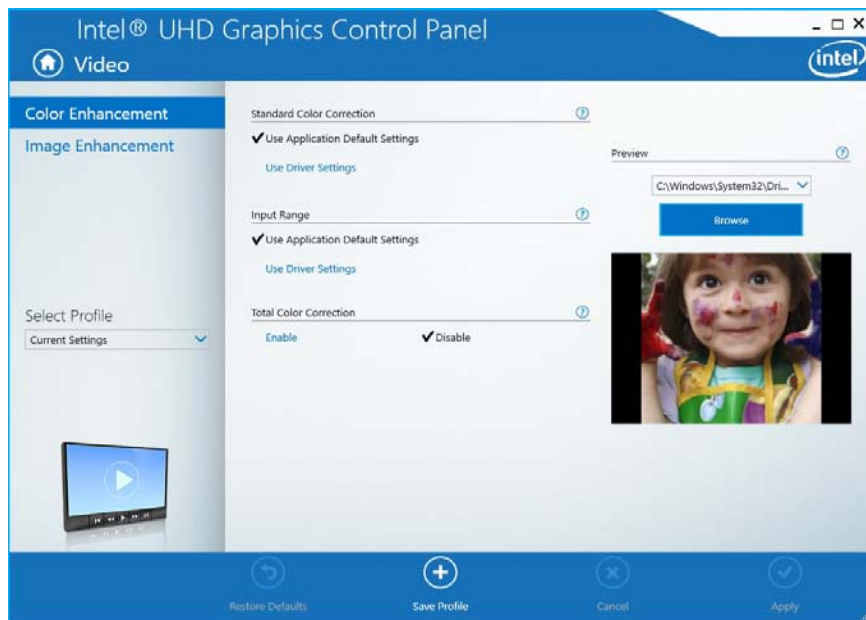 Intel® UHD Graphics Control Panel
Video
intel
Color Enhancement
Image Enhancement
Select Profile
Current Settings
Standard Color Correction
Use Application Default Settings
Use Driver Settings
Input Range
Use Application Default Settings
Use Driver Settings
Total Color Correction
Enable
Disable
Preview
C:\Windows\System32\Dri...
Browse
Restore Defaults
Save Profile
Cancel
Apply